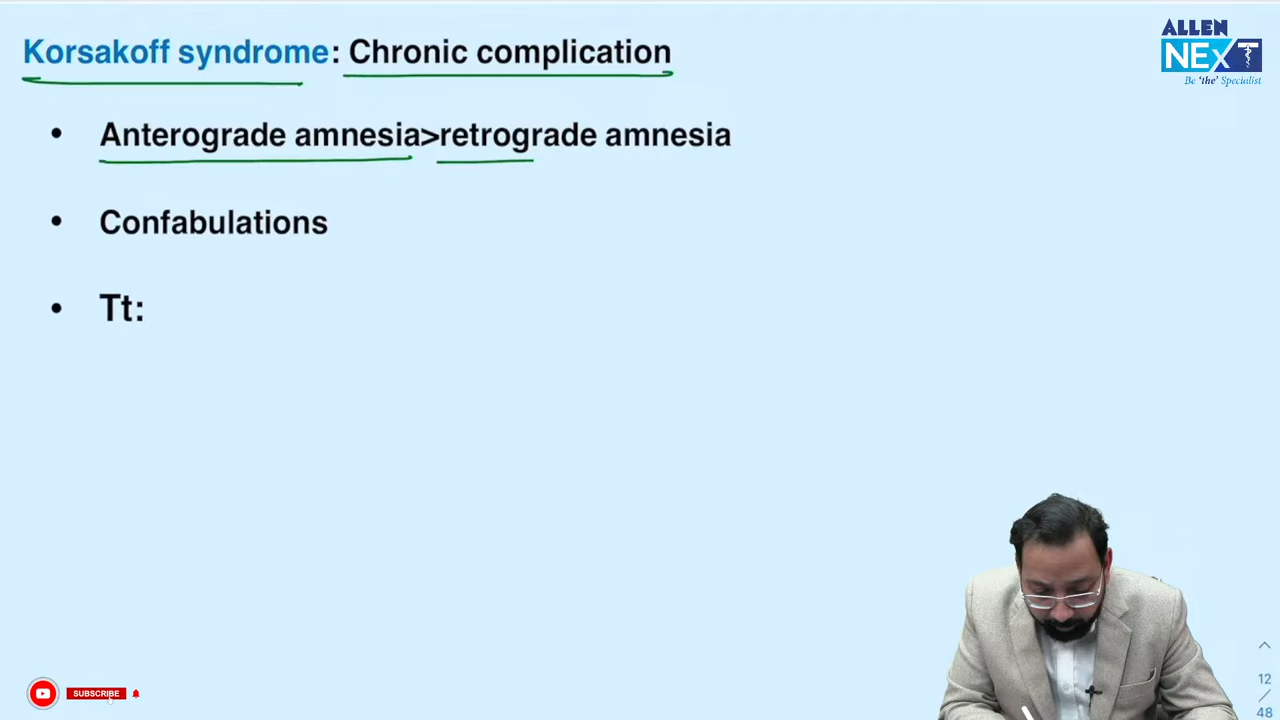 Korsakoff syndrome: Chronic complication
ALLEN
NEXT
Be 'the' Specialist
• Anterograde amnesia>retrograde amnesia
• Confabulations
• Tt:
SUBSCRIBE
12
/
48